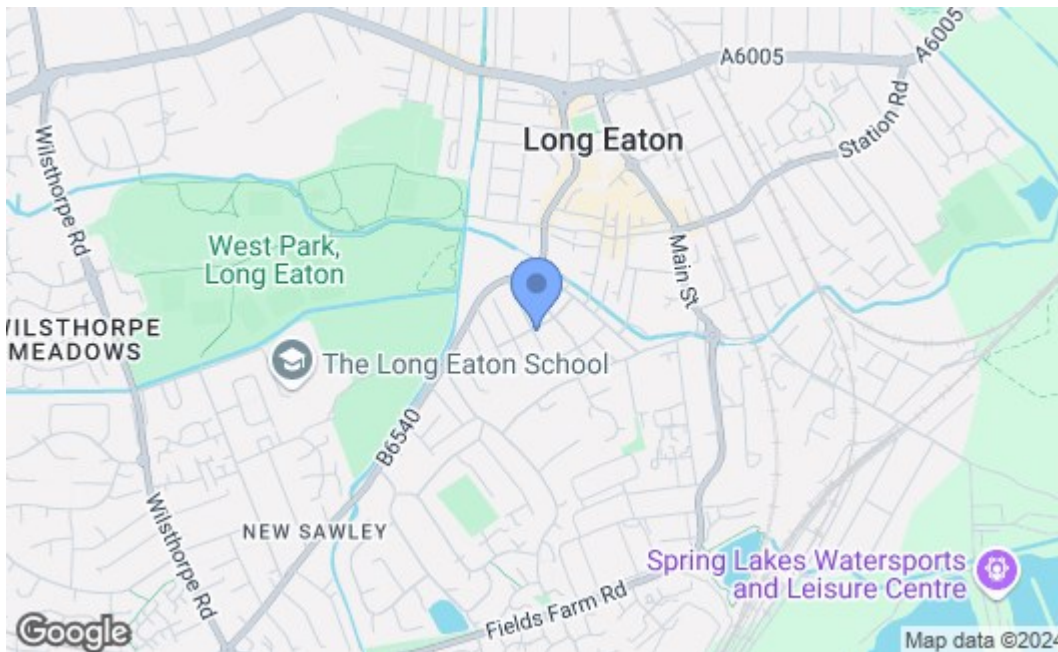 A6005
A6005
Long Eaton
Station Rd
Wilsthorpe Rd
West Park,
Long Eaton
Main St
WILSTHORPE
MEADOWS
The Long Eaton School
B6540
Wilsthorpe Rd
NEW SAWLEY
Spring Lakes Watersports
and Leisure Centre
Fields Farm Rd
Google
Map data ©2024